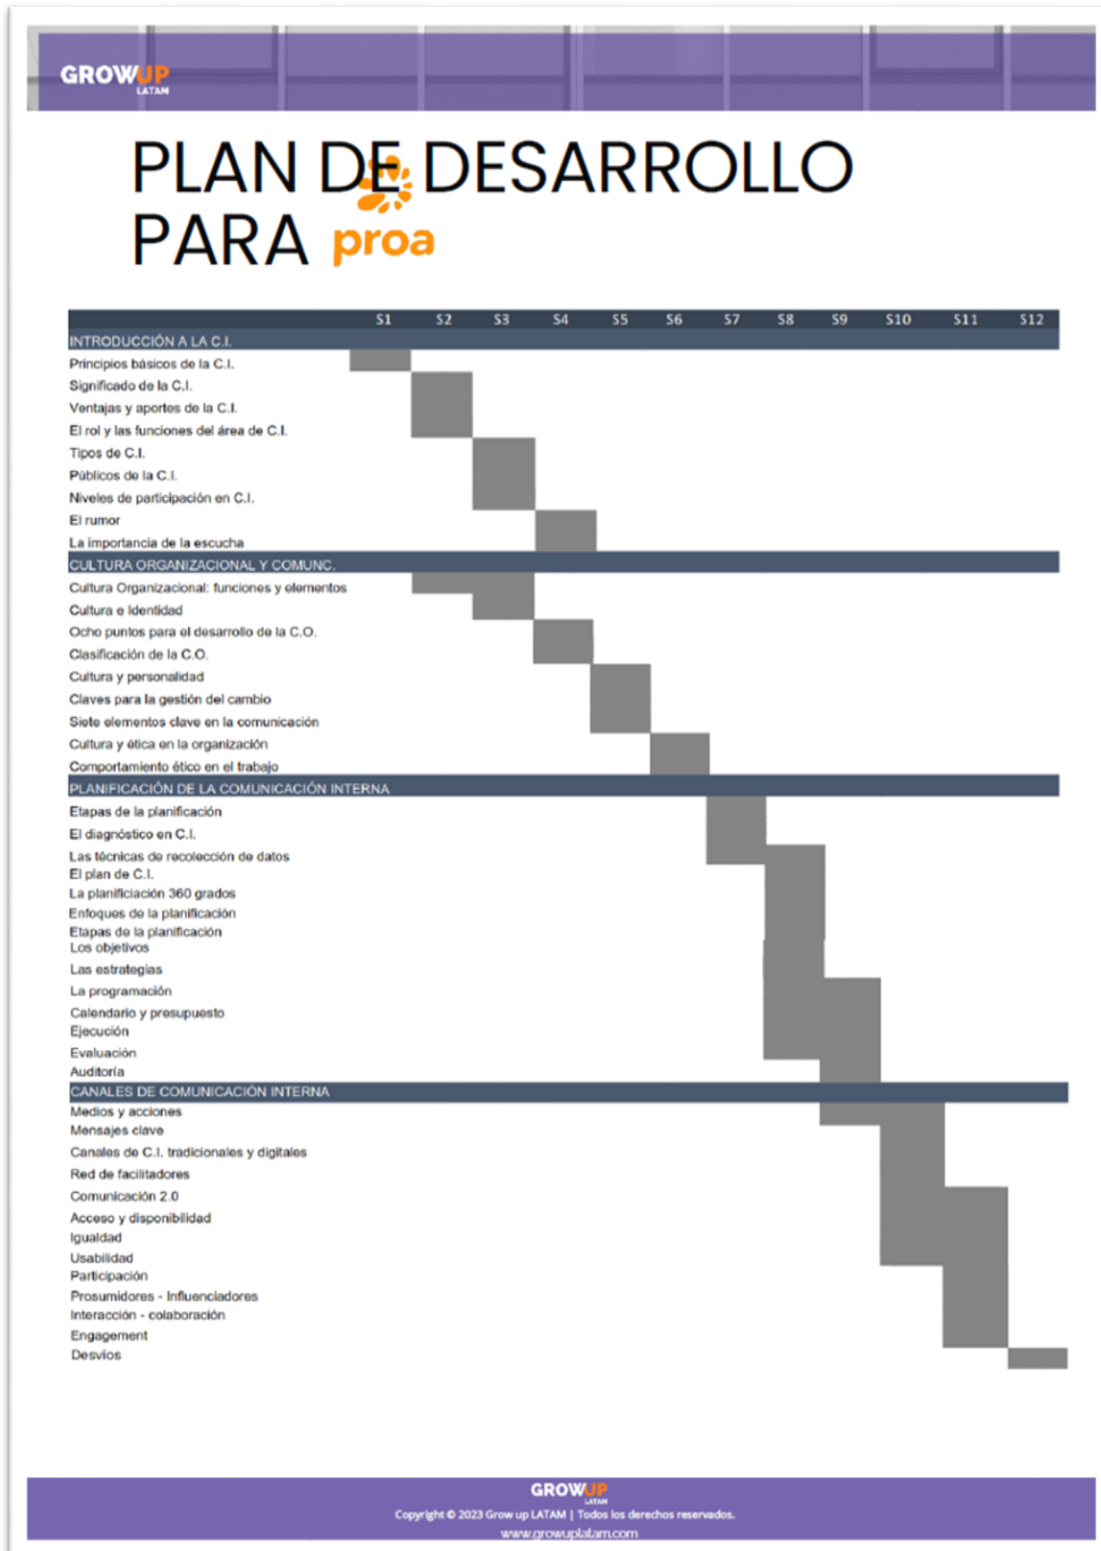 GROWUP
LATAM
PLAN DE DESARROLLO
PARA proa
S1 S2 S3 S4 S5 S6 S7 S8 S9 S10 S11 S12
INTRODUCCIÓN A LA C.I.
Principios básicos de la C.I.
Significado de la C.I.
Ventajas y aportes de la C.I.
El rol y las funciones del área de C.I.
Tipos de C.I.
Públicos de la C.I.
Niveles de participación en C.I.
El rumor
La importancia de la escucha
CULTURA ORGANIZACIONAL Y COMUNC.
Cultura Organizacional: funciones y elementos
Cultura e Identidad
Ocho puntos para el desarrollo de la C.O.
Clasificación de la C.O.
Cultura y personalidad
Claves para la gestión del cambio
Siete elementos clave en la comunicación
Cultura y ética en la organización
Comportamiento ético en el trabajo
PLANIFICACIÓN DE LA COMUNICACIÓN INTERNA
Etapas de la planificación
El diagnóstico en C.I.
Las técnicas de recolección de datos
El plan de C.I.
La planificiación 360 grados
Enfoques de la planificación
Etapas de la planificación
Los objetivos
Las estrategias
La programación
Calendario y presupuesto
Ejecución
Evaluación
Auditoría
CANALES DE COMUNICACIÓN INTERNA
Medios y acciones
Mensajes clave
Canales de C.I. tradicionales y digitales
Red de facilitadores
Comunicación 2.0
Acceso y disponibilidad
Igualdad
Usabilidad
Participación
Prosumidores - Influenciadores
Interacción - colaboración
Engagement
Desvíos
GROWUP
LATAM
Copyright © 2023 Grow up LATAM | Todos los derechos reservados.
www.growuplatam.com